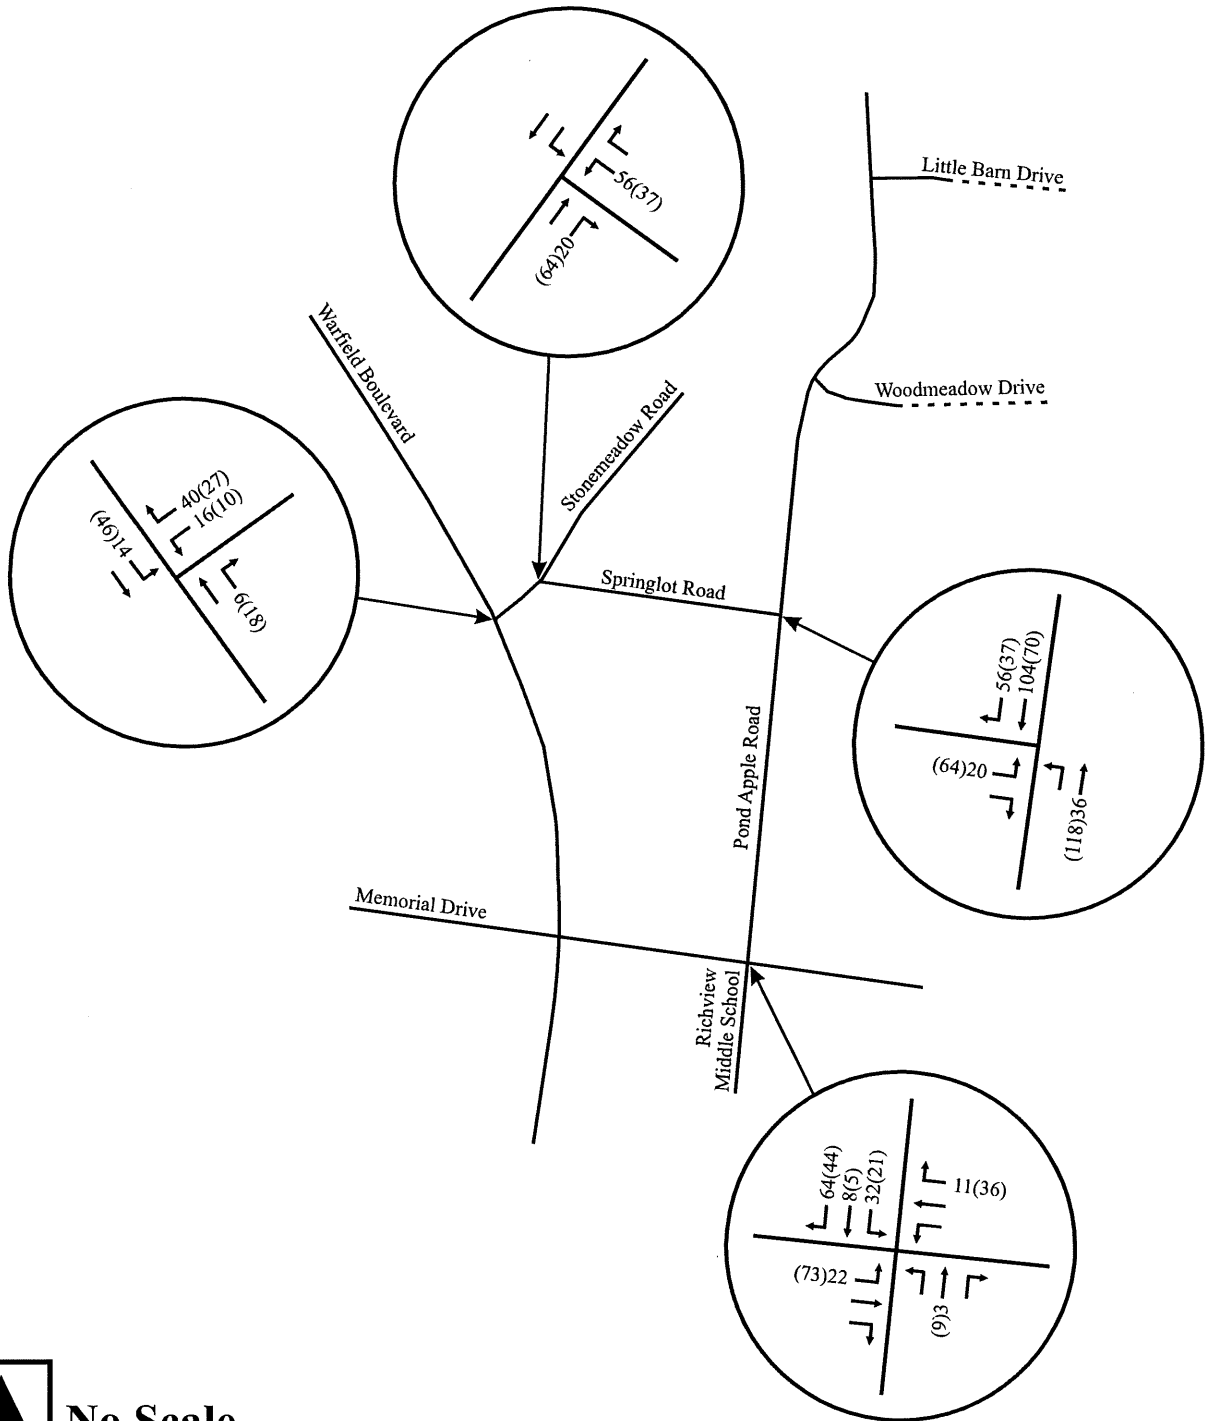 56(37)
(64)20
Little Barn Drive
Woodmeadow Drive
Warfield Boulevard
Stonemeadow Road
40(27)
16(10)
(46)14
6(18)
Springlot Road
56(37)
104(70)
(64)20
(118)36
Pond Apple Road
Memorial Drive
Richview
Middle School
64(44)
8(5)
32(21)
11(36)
(73)22
(9)3
No Scale